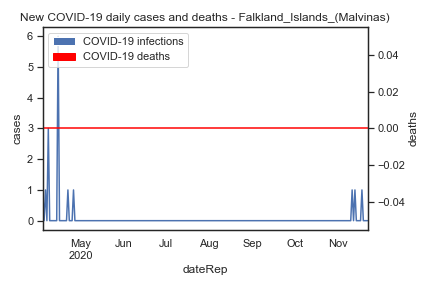 New COVID-19 daily cases and deaths - Falkland_Islands_(Malvinas)
COVID-19 infections
COVID-19 deaths
cases
6
5
4
3
2
1
0
deaths
0.04
0.02
0.00
−0.02
−0.04
May Jun Jul Aug Sep Oct Nov
2020
dateRep